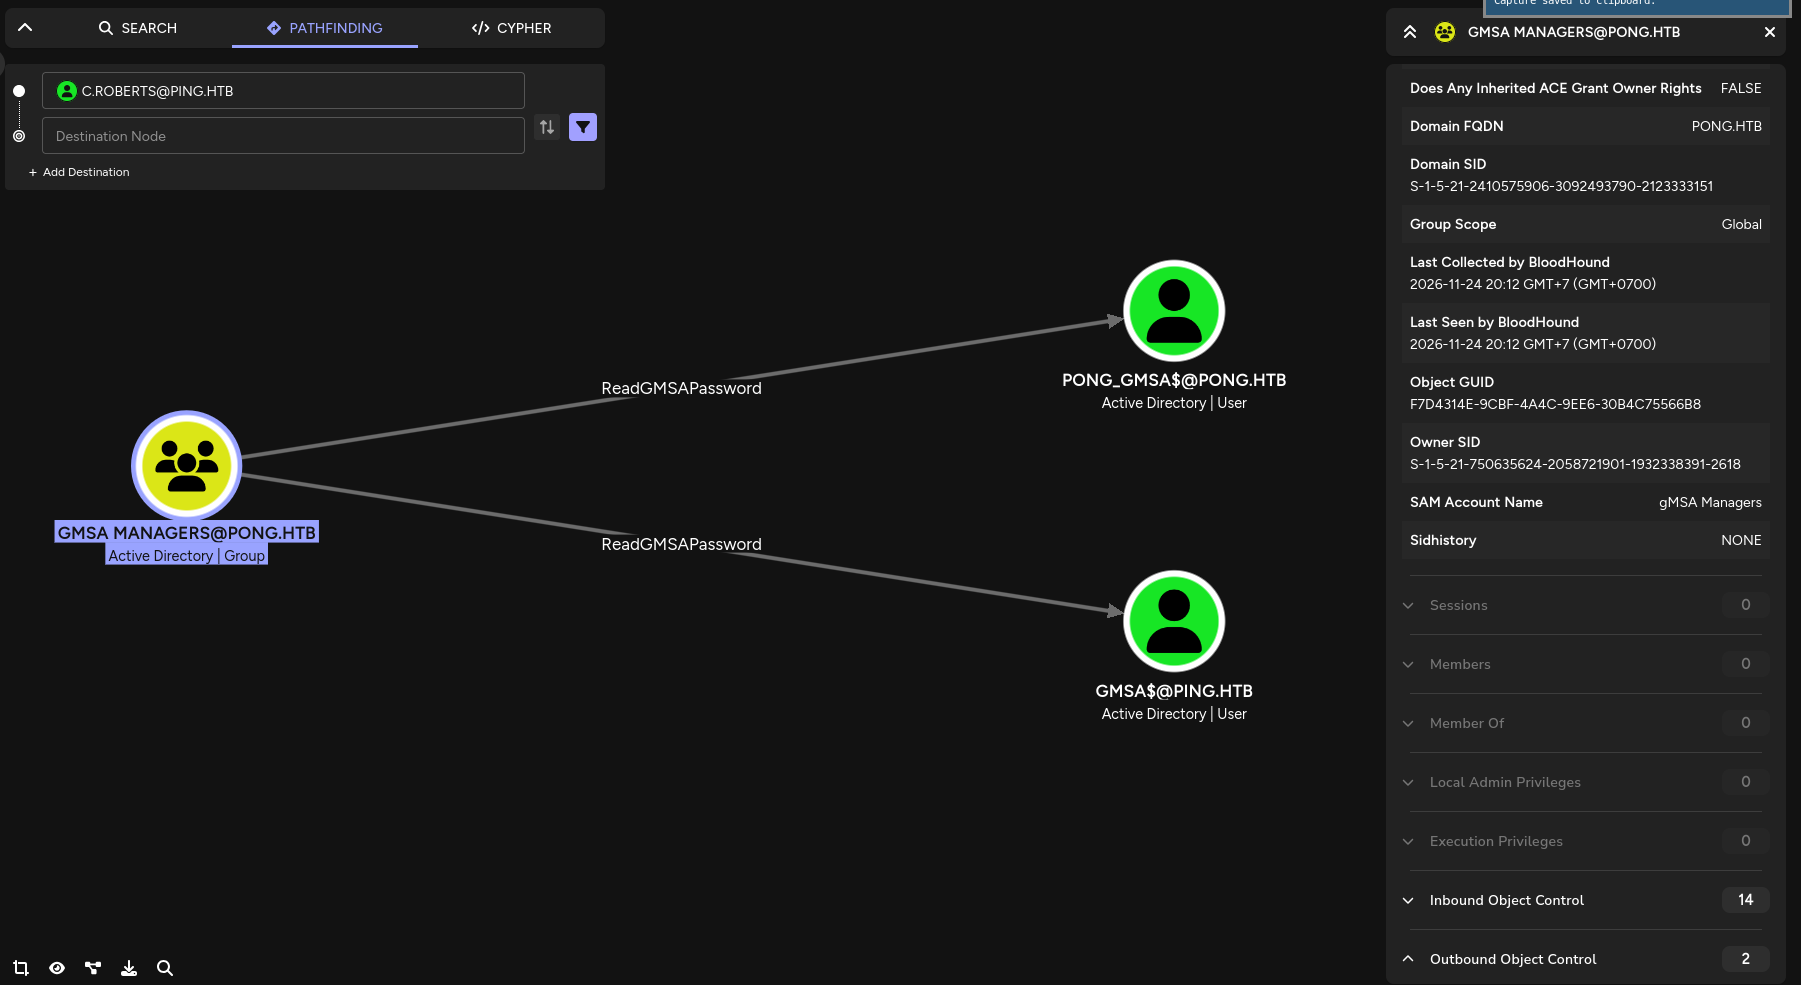 Capture saved to clipboard.
SEARCH
PATHFINDING
CYPHER
C.ROBERTS@PING.HTB
Destination Node
+ Add Destination
ReadGMSAPassword
PONG_GMSA$@PONG.HTB
Active Directory | User
GMSA MANAGERS@PONG.HTB
Active Directory | Group
ReadGMSAPassword
GMSA$@PING.HTB
Active Directory | User
GMSA MANAGERS@PONG.HTB
Does Any Inherited ACE Grant Owner Rights FALSE
Domain FQDN PONG.HTB
Domain SID
S-1-5-21-2410575906-3092493790-2123333151
Group Scope Global
Last Collected by BloodHound
2026-11-24 20:12 GMT+7 (GMT+0700)
Last Seen by BloodHound
2026-11-24 20:12 GMT+7 (GMT+0700)
Object GUID
F7D4314E-9CBF-4A4C-9EE6-30B4C75566B8
Owner SID
S-1-5-21-750635624-2058721901-1932338391-2618
SAM Account Name gMSA Managers
Sidhistory NONE
Sessions 0
Members 0
Member Of 0
Local Admin Privileges 0
Execution Privileges 0
Inbound Object Control 14
Outbound Object Control 2